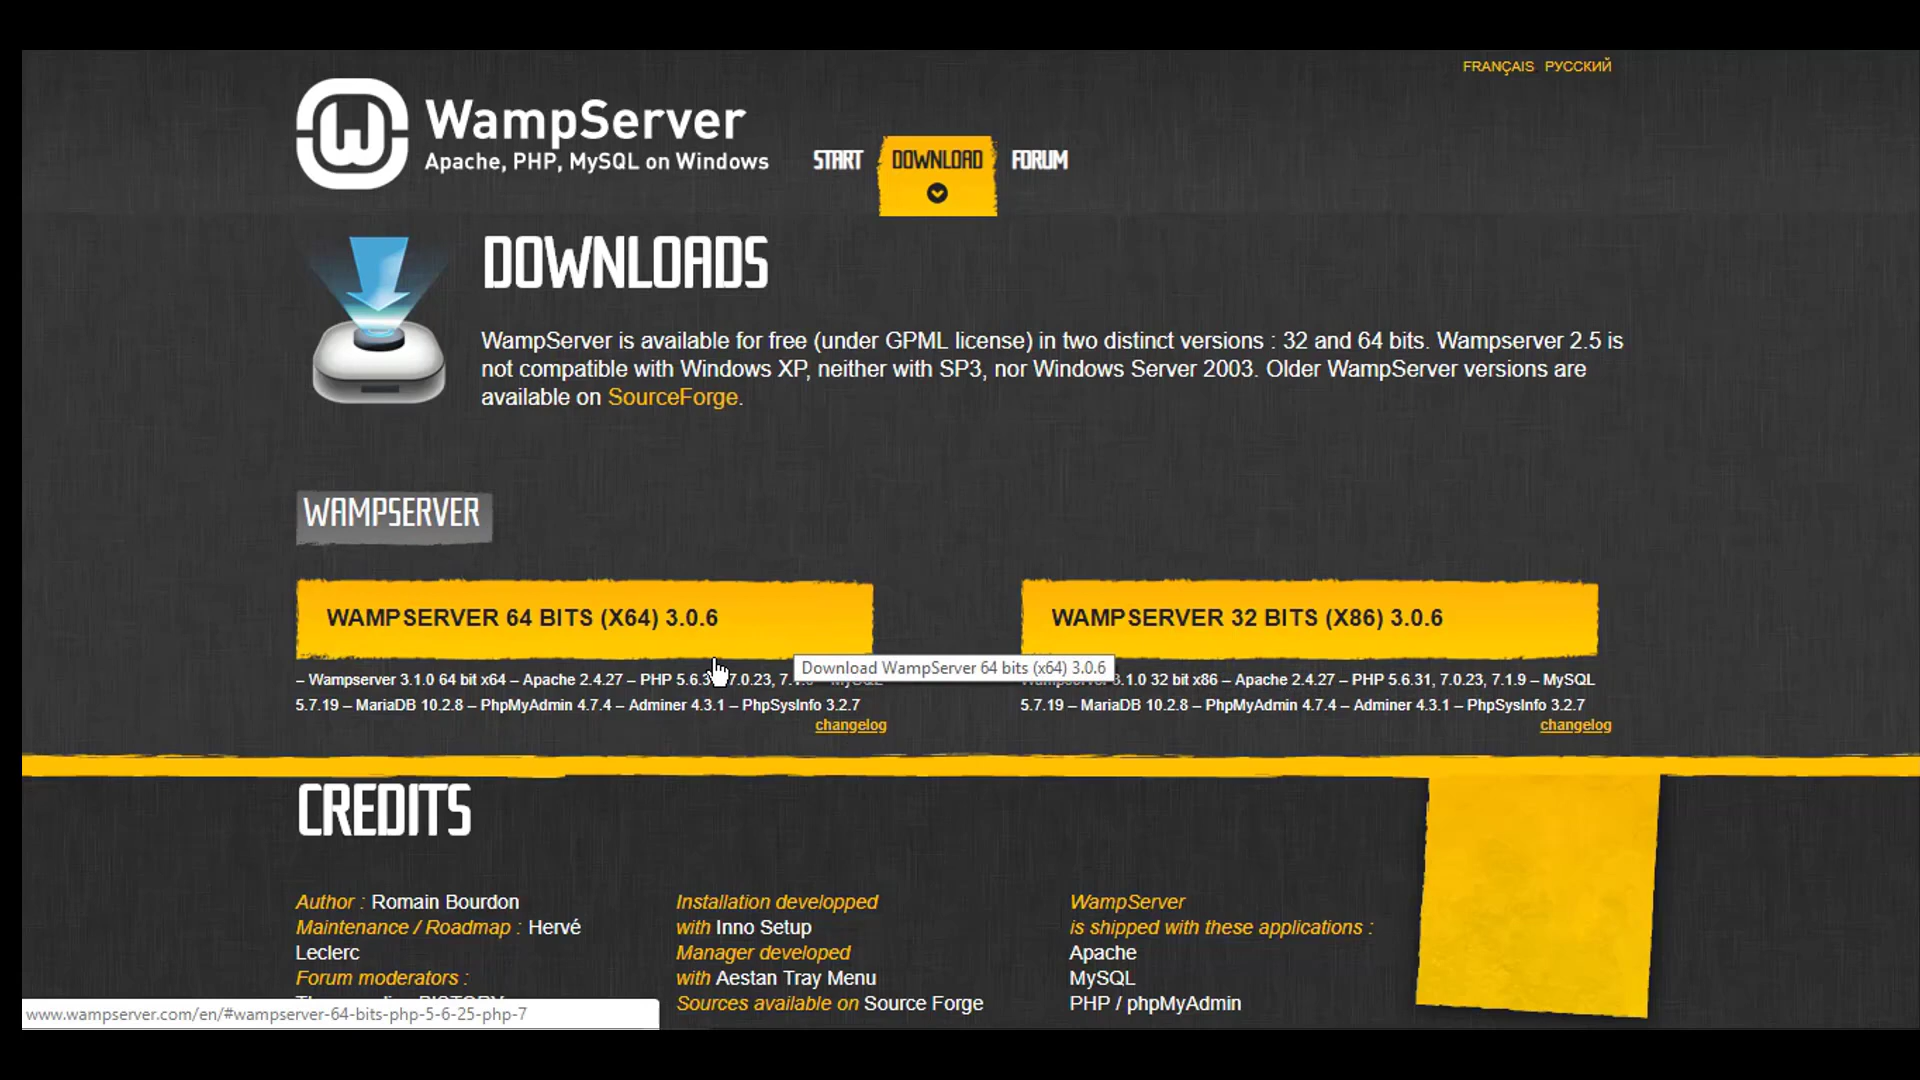 FRANÇAIS РУССКИЙ
WampServer
Apache, PHP, MySQL on Windows
START DOWNLOAD FORUM
DOWNLOADS
WampServer is available for free (under GPML license) in two distinct versions : 32 and 64 bits. Wampserver 2.5 is
not compatible with Windows XP, neither with SP3, nor Windows Server 2003. Older WampServer versions are
available on SourceForge.
WAMPSERVER
WAMPSERVER 64 BITS (X64) 3.0.6
WAMPSERVER 32 BITS (X86) 3.0.6
Download WampServer 64 bits (x64) 3.0.6
– Wampserver 3.1.0 64 bit x64 – Apache 2.4.27 – PHP 7.0.23,
5.7.19 – MariaDB 10.2.8 – PhpMyAdmin 4.7.4 – Adminer 4.3.1 – PhpSysInfo 3.2.7
changelog
32 bit x86 – Apache 2.4.27 – PHP 5.6.31, 7.0.23, 7.1.9 – MySQL
5.7.19 – MariaDB 10.2.8 – PhpMyAdmin 4.7.4 – Adminer 4.3.1 – PhpSysInfo 3.2.7
changelog
CREDITS
Author : Romain Bourdon
Maintenance / Roadmap : Hervé
Leclerc
Forum moderators :
Installation developped
with Inno Setup
Manager developed
with Aestan Tray Menu
Sources available on Source Forge
WampServer
is shipped with these applications :
Apache
MySQL
PHP / phpMyAdmin
www.wampserver.com/en/#wampserver-64-bits-php-5-6-25-php-7